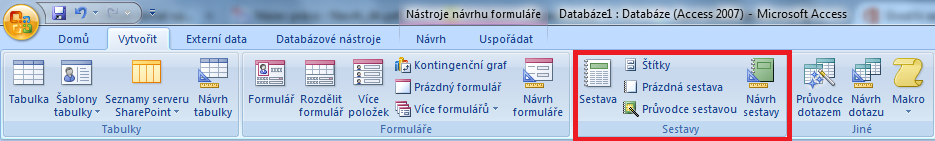 Nástroje návrhu formuláře
Databáze1 : Databáze (Access 2007) - Microsoft Access
Domů
Vytvořit
Externí data
Databázové nástroje
Návrh
Uspořádat
Tabulka
Šablony tabulky
Seznamy serveru SharePoint
Návrh tabulky
Tabulky
Formulář
Rozdělit formulář
Více položek
Kontingenční graf
Prázdný formulář
Více formulářů
Návrh formuláře
Formuláře
Sestava
Štítky
Prázdná sestava
Průvodce sestavou
Návrh sestavy
Sestavy
Průvodce dotazem
Návrh dotazu
Makro
Jiné